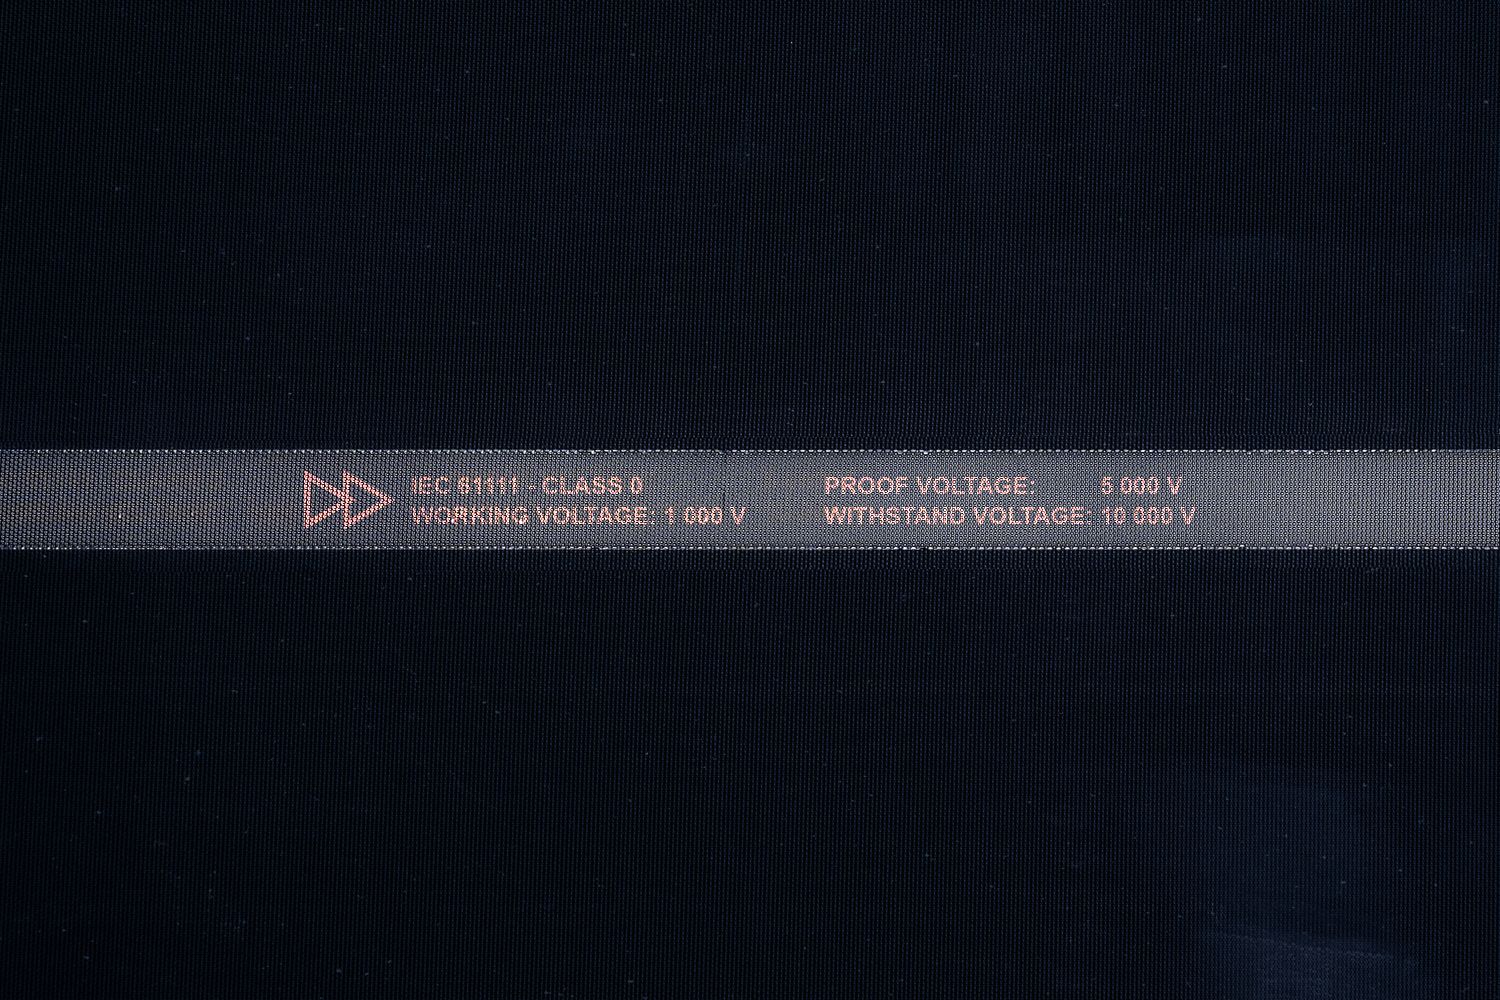 IEC 61111 - CLASS 0
WORKING VOLTAGE: 1 000 V
PROOF VOLTAGE: 5 000 V
WITHSTAND VOLTAGE: 10 000 V